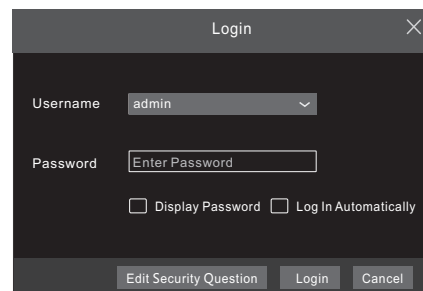 Login
Username admin
Password Enter Password
Display Password Log In Automatically
Edit Security Question Login Cancel